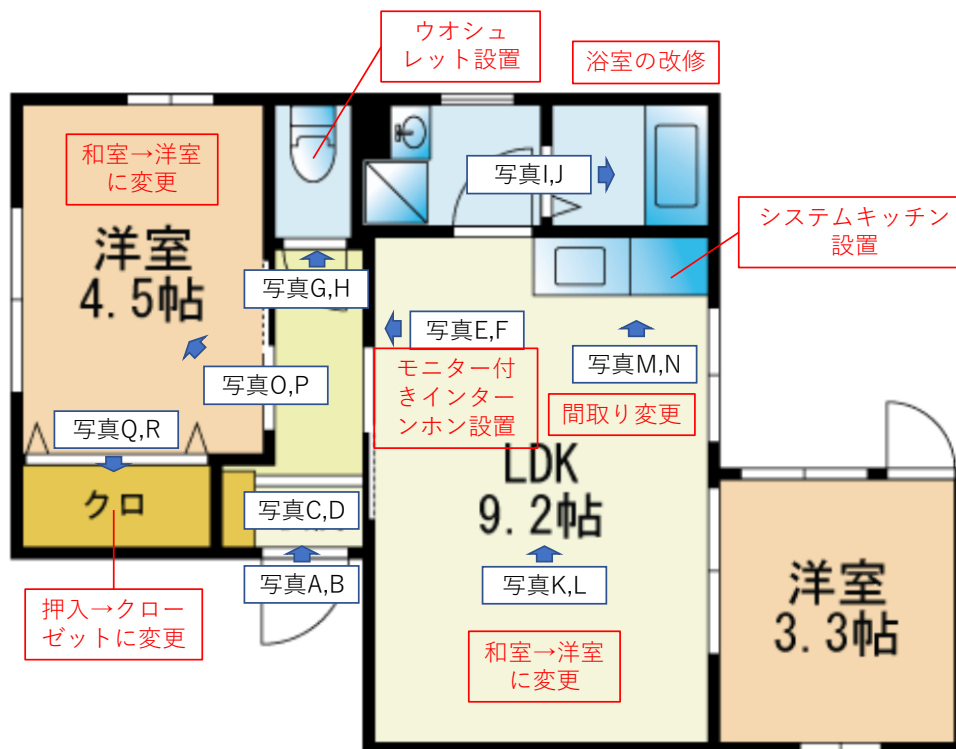 ウオシュ
レット設置
浴室の改修
和室→洋室
に変更
写真I,J
システムキッチン
設置
洋室
4.5帖
写真G,H
写真E,F
写真M,N
モニター付
きインター
ンホン設置
写真O,P
間取り変更
写真Q,R
LDK
9.2帖
クロ
写真C,D
写真A,B
写真K,L
洋室
3.3帖
押入→クロー
ゼットに変更
和室→洋室
に変更